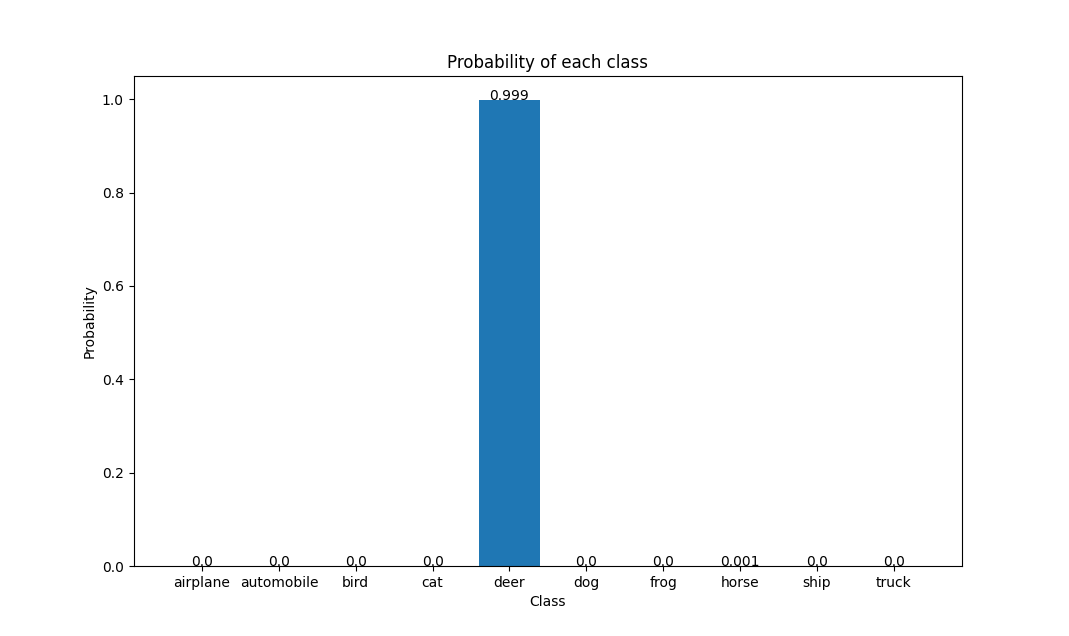 Probability of each class
1.0
0.8
0.6
0.4
0.2
0.0
Probability
0.0 0.0 0.0 0.0 0.999 0.0 0.0 0.001 0.0 0.0
airplane automobile bird cat deer dog frog horse ship truck
Class